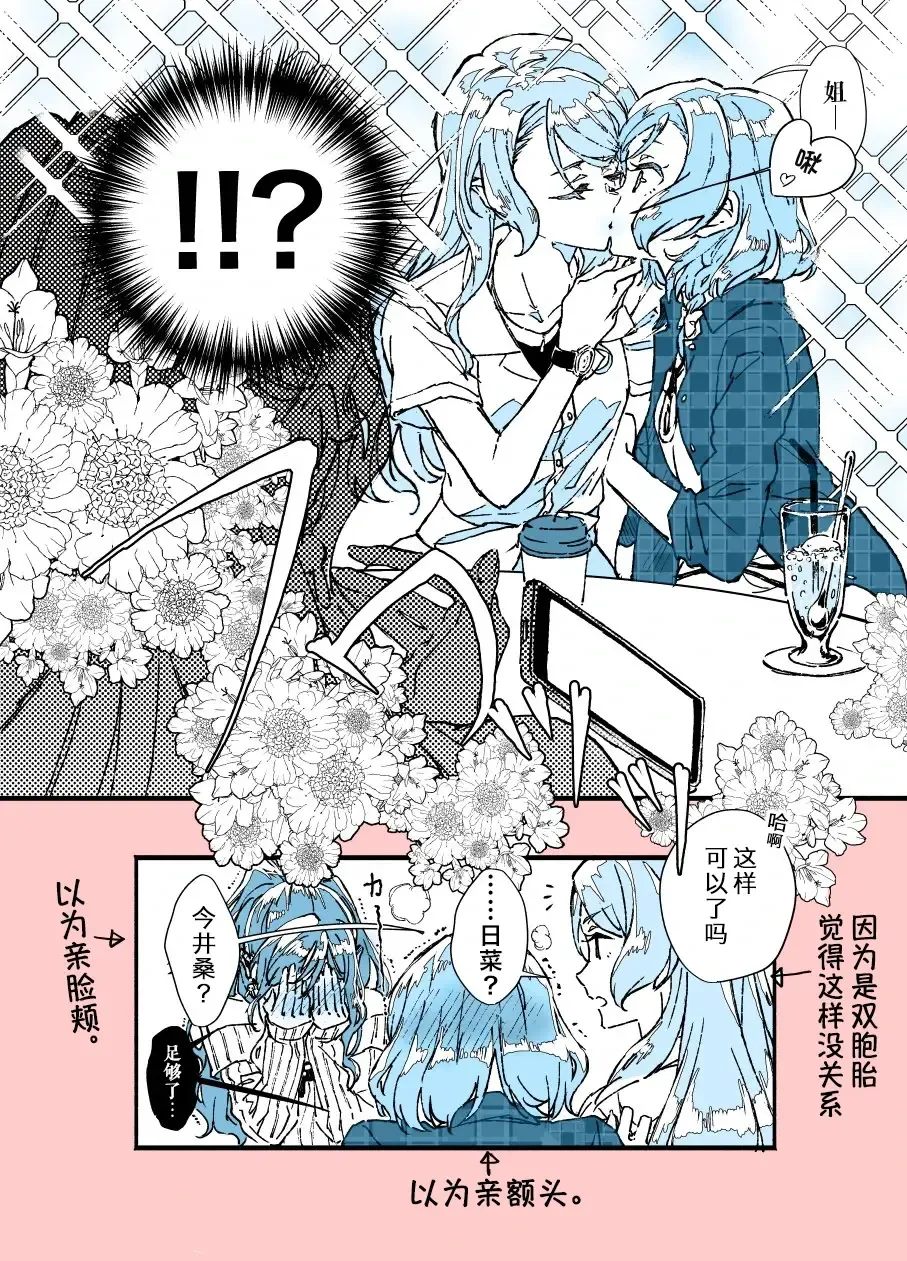 姐—
啾♡
!!?
哈啊
这样
可以了吗
……日菜?
今井桑?
足够了…
因为是双胞胎
觉得这样没关系
以为亲脸颊。
以为亲额头。